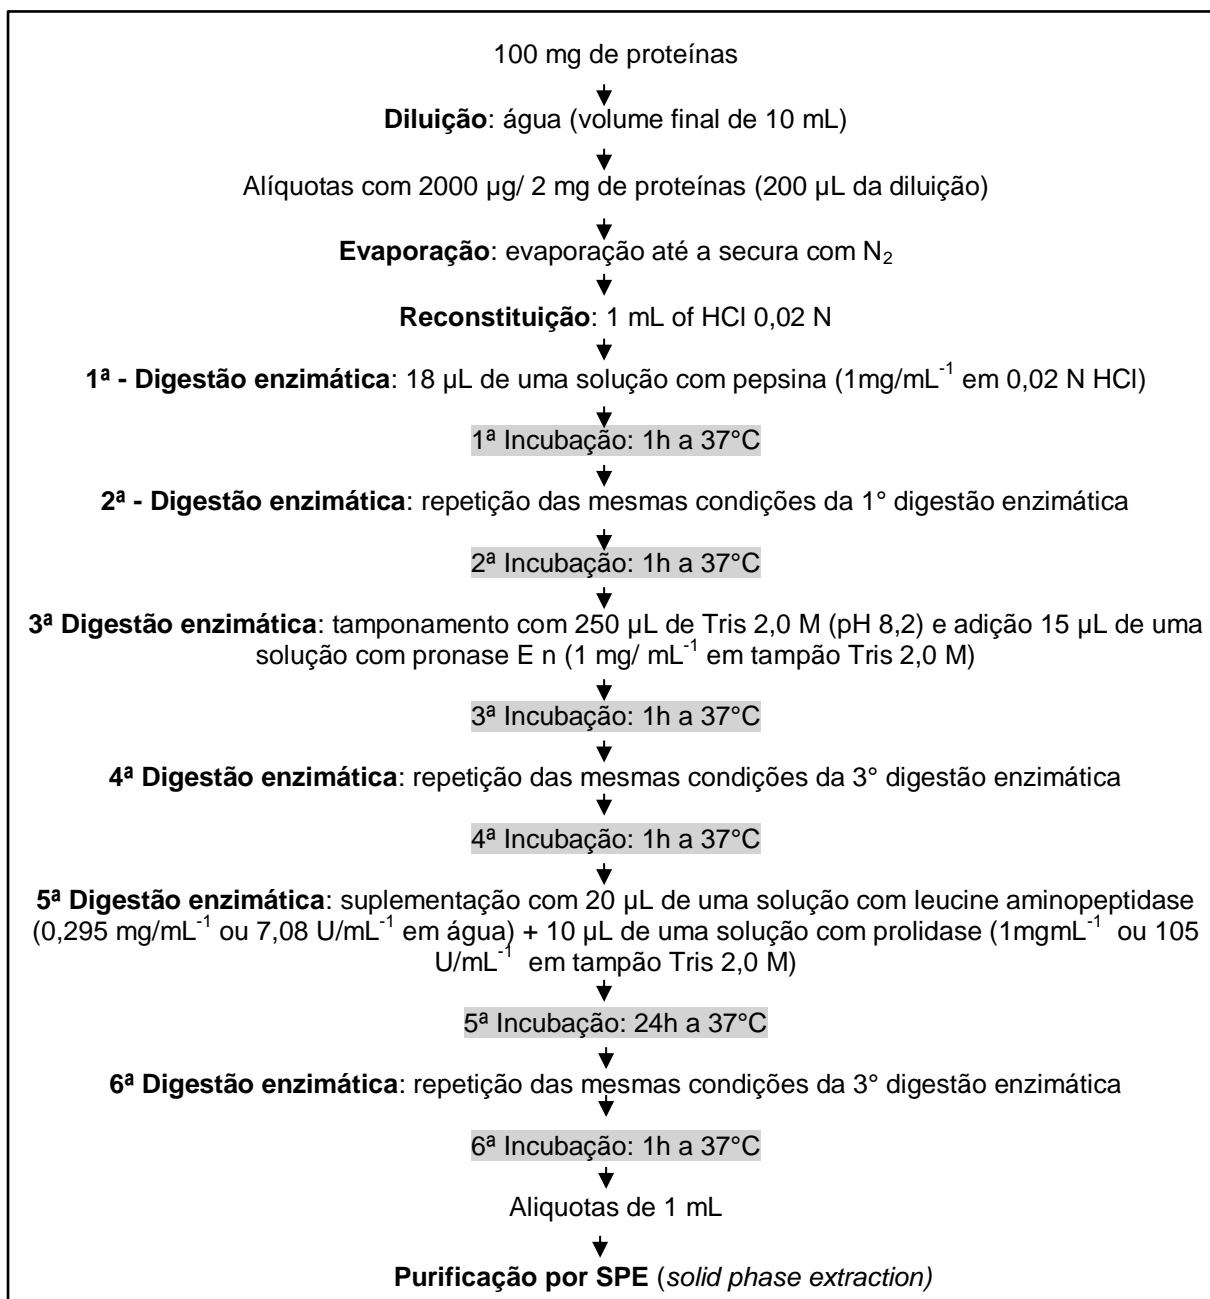 100 mg de proteínas
Diluição: água (volume final de 10 mL)
Alíquotas com 2000 µg/ 2 mg de proteínas (200 µL da diluição)
Evaporação: evaporação até a secura com N₂
Reconstituição: 1 mL of HCl 0,02 N
1ª - Digestão enzimática: 18 µL de uma solução com pepsina (1mg/mL⁻¹ em 0,02 N HCl)
1ª Incubação: 1h a 37°C
2ª - Digestão enzimática: repetição das mesmas condições da 1° digestão enzimática
2ª Incubação: 1h a 37°C
3ª Digestão enzimática: tamponamento com 250 µL de Tris 2,0 M (pH 8,2) e adição 15 µL de uma
solução com pronase E n (1 mg/ mL⁻¹ em tampão Tris 2,0 M)
3ª Incubação: 1h a 37°C
4ª Digestão enzimática: repetição das mesmas condições da 3° digestão enzimática
4ª Incubação: 1h a 37°C
5ª Digestão enzimática: suplementação com 20 µL de uma solução com leucine aminopeptidase
(0,295 mg/mL⁻¹ ou 7,08 U/mL⁻¹ em água) + 10 µL de uma solução com prolidase (1mgmL⁻¹ ou 105
U/mL⁻¹ em tampão Tris 2,0 M)
5ª Incubação: 24h a 37°C
6ª Digestão enzimática: repetição das mesmas condições da 3° digestão enzimática
6ª Incubação: 1h a 37°C
Aliquotas de 1 mL
Purificação por SPE (solid phase extraction)